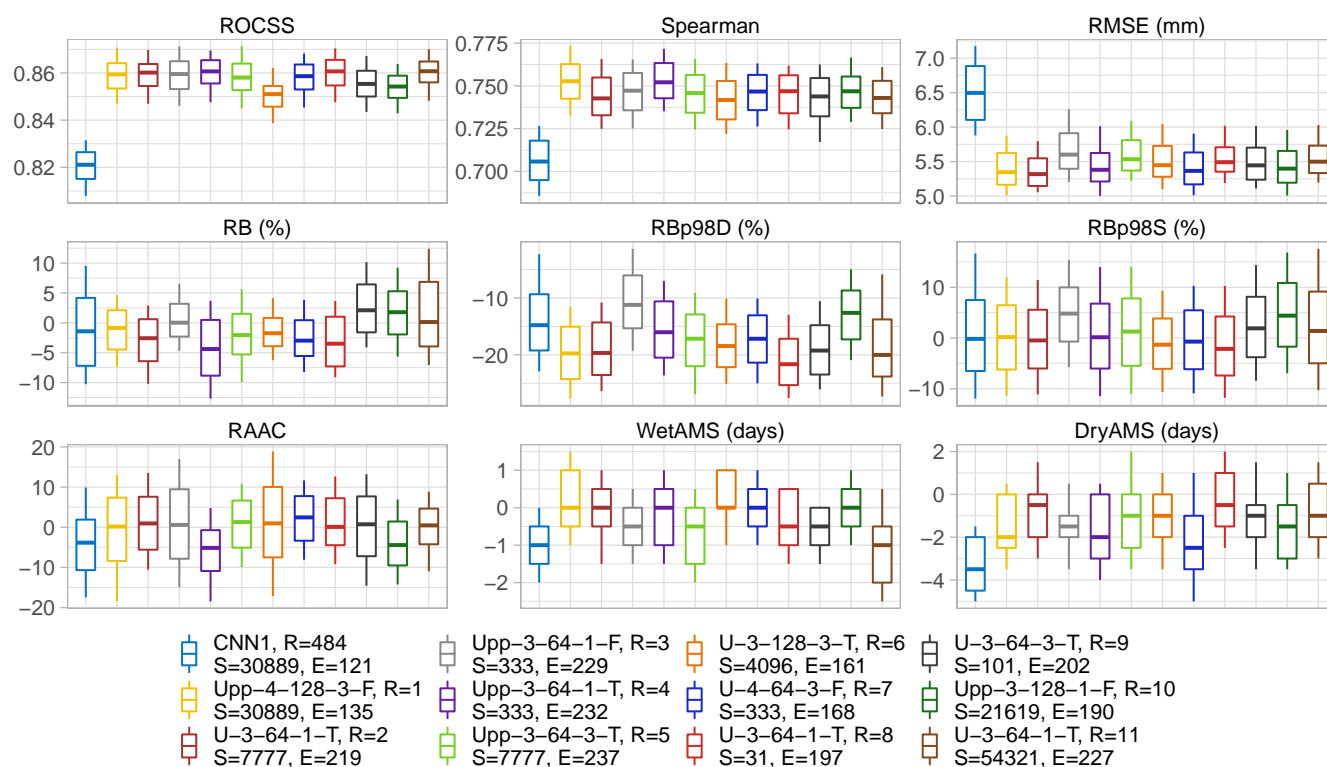 ROCSS
Spearman
RMSE (mm)
0.86
0.84
0.82
0.775
0.750
0.725
0.700
7.0
6.5
6.0
5.5
5.0
RB (%)
RBp98D (%)
RBp98S (%)
10
5
0
−5
−10
−10
−20
10
0
−10
RAAC
WetAMS (days)
DryAMS (days)
20
10
0
−10
−20
1
0
−1
−2
2
0
−2
−4
CNN1, R=484
S=30889, E=121
Upp−3−64−1−F, R=3
S=333, E=229
U−3−128−3−T, R=6
S=4096, E=161
U−3−64−3−T, R=9
S=101, E=202
Upp−4−128−3−F, R=1
S=30889, E=135
Upp−3−64−1−T, R=4
S=333, E=232
U−4−64−3−F, R=7
S=333, E=168
Upp−3−128−1−F, R=10
S=21619, E=190
U−3−64−1−T, R=2
S=7777, E=219
Upp−3−64−3−T, R=5
S=7777, E=237
U−3−64−1−T, R=8
S=31, E=197
U−3−64−1−T, R=11
S=54321, E=227